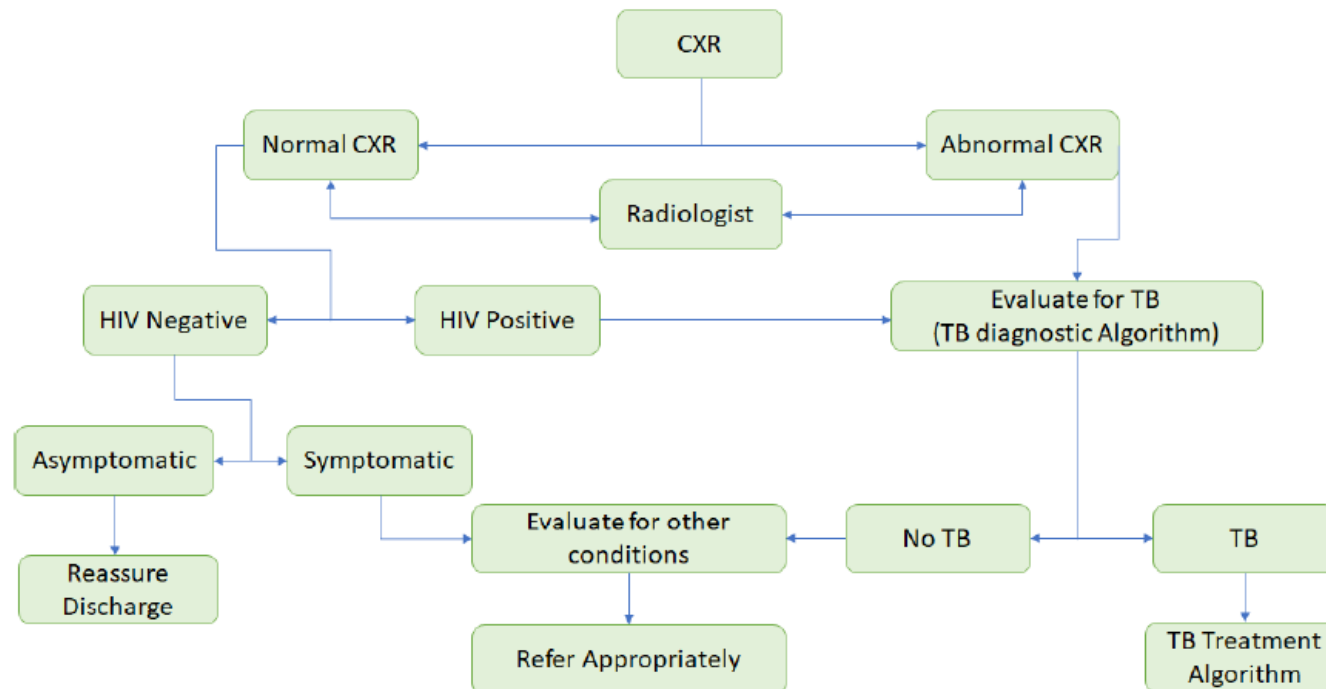 CXR
Normal CXR
Abnormal CXR
Radiologist
HIV Negative
HIV Positive
Evaluate for TB
(TB diagnostic Algorithm)
Asymptomatic
Symptomatic
Evaluate for other
conditions
No TB
TB
Reassure
Discharge
Refer Appropriately
TB Treatment
Algorithm